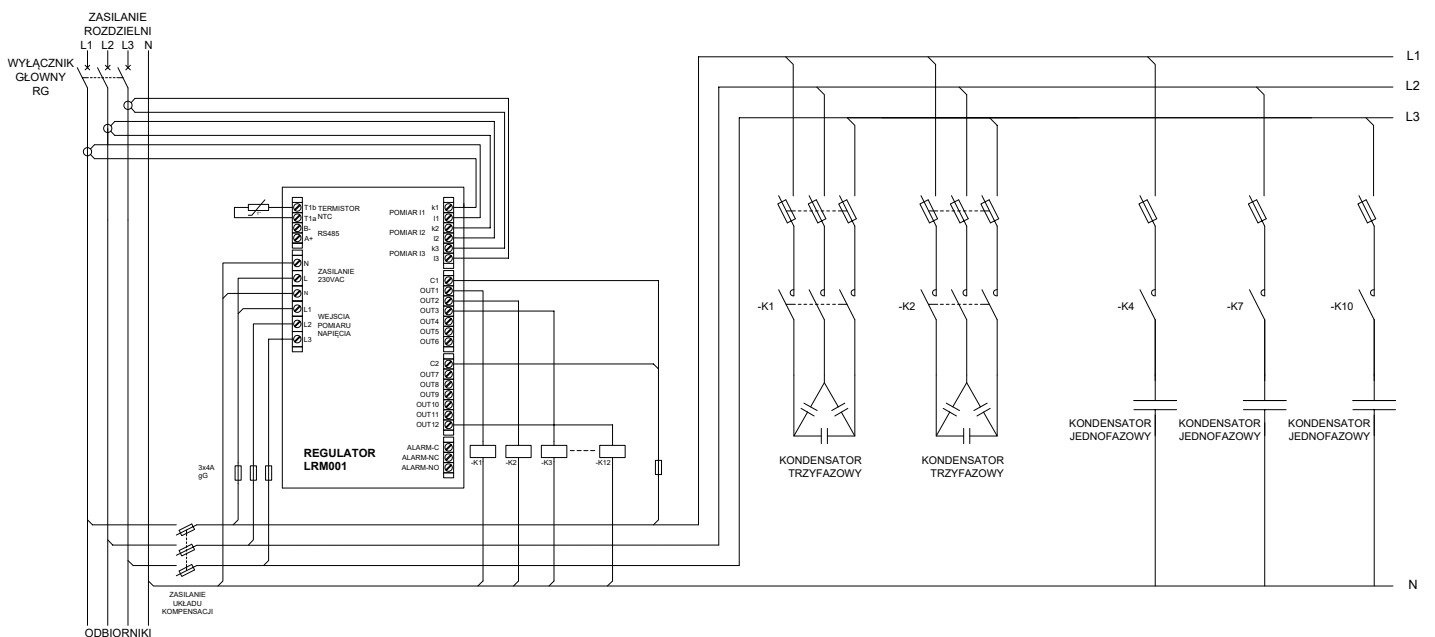 ZASILANIE
ROZDZIELNI
L1 L2 L3 N
WYŁĄCZNIK
GŁOWNY
RG
L1
L2
L3
T1b
TERMISTOR
T1a
NTC
B-
RS485
A+
N
ZASILANIE
L
230VAC
N
L1
WEJSCIA
L2
POMIARU
NAPIĘCIA
L3
k1
POMIAR I1
l1
k2
POMIAR I2
l2
k3
POMIAR I3
l3
C1
OUT1
OUT2
OUT3
OUT4
OUT5
OUT6
C2
OUT7
OUT8
OUT9
OUT10
OUT11
OUT12
ALARM-C
ALARM-NC
ALARM-NO
REGULATOR
LRM001
-K1
-K2
-K3
-K12
3x4A
gG
-K1
-K2
-K4
-K7
-K10
KONDENSATOR
TRZYFAZOWY
KONDENSATOR
TRZYFAZOWY
KONDENSATOR
JEDNOFAZOWY
KONDENSATOR
JEDNOFAZOWY
KONDENSATOR
JEDNOFAZOWY
N
ZASILANIE
UKŁADU
KOMPENSACJI
ODBIORNIKI